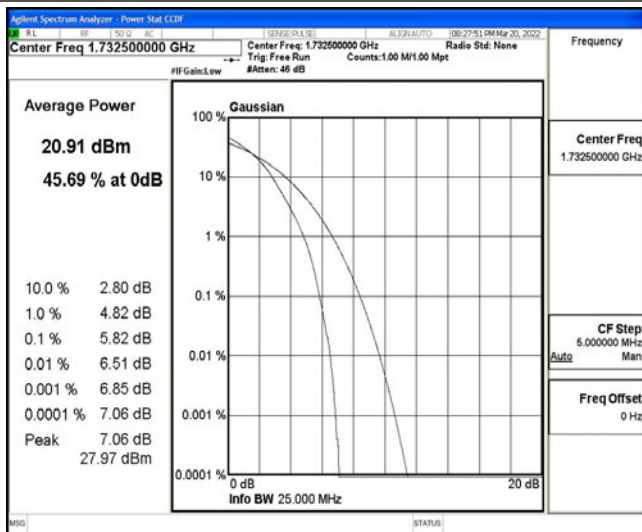 Agilent Spectrum Analyzer - Power Stat CCDF
RL RF 50 Ω AC SENSE:PULSE ALIGN AUTO 08:27:51 PM Mar 20, 2022
Center Freq 1.732500000 GHz
Center Freq: 1.732500000 GHz Radio Std: None
Trig: Free Run Counts:1.00 M/1.00 Mpt
#IFGain:Low #Atten: 46 dB
Frequency
Average Power
20.91 dBm
45.69 % at 0dB
10.0 % 2.80 dB
1.0 % 4.82 dB
0.1 % 5.82 dB
0.01 % 6.51 dB
0.001 % 6.85 dB
0.0001 % 7.06 dB
Peak 7.06 dB
27.97 dBm
Gaussian
100 %
10 %
1 %
0.1 %
0.01 %
0.001 %
0.0001 %
0 dB 20 dB
Info BW 25.000 MHz
Center Freq
1.732500000 GHz
CF Step
5.000000 MHz
Auto Man
Freq Offset
0 Hz
MSG STATUS